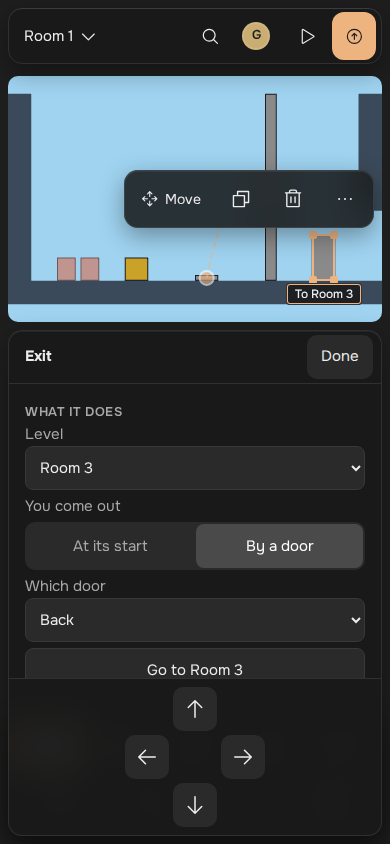 Room 1
G
Move
To Room 3
Exit
Done
WHAT IT DOES
Level
Room 3
You come out
At its start
By a door
Which door
Back
Go to Room 3